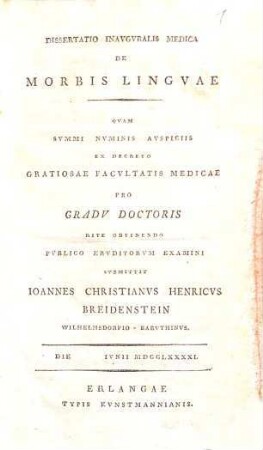 1
DISSERTATIO INAVGVRALIS MEDICA
DE
MORBIS LINGVAE
QVAM
SVMMI NVMINIS AVSPICIIS
EX DECRETO
GRATIOSAE FACVLTATIS MEDICAE
PRO
GRADV DOCTORIS
RITE OBTINENDO
PVBLICO ERVDITORVM EXAMINI
SVBMITTIT
IOANNES CHRISTIANVS HENRICVS
BREIDENSTEIN
WILHELMSDORFIO - BARVTHINVS.
DIE IVNII MDCCLXXXXI.
ERLANGAE
TYPIS KVNSTMANNIANIS.